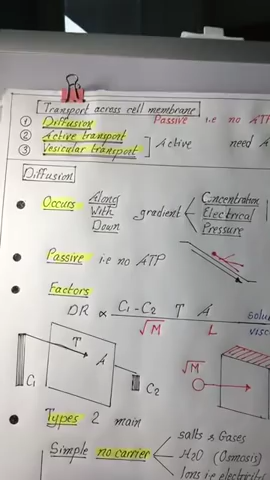 Transport across cell membrane
① Diffusion Passive i.e no ATP
② Active transport
③ Vesicular transport ] Active need A
Diffusion
• Occurs Along With Down gradient Concentration Electrical Pressure
• Passive i.e no ATP
• Factors
DR ∝ C₁-C₂ T A
√M L
T A
C₁ C₂
√M
• Types 2 main
Simple no carrier
salts & Gases
H₂O (Osmosis)
Ions i.e electricit